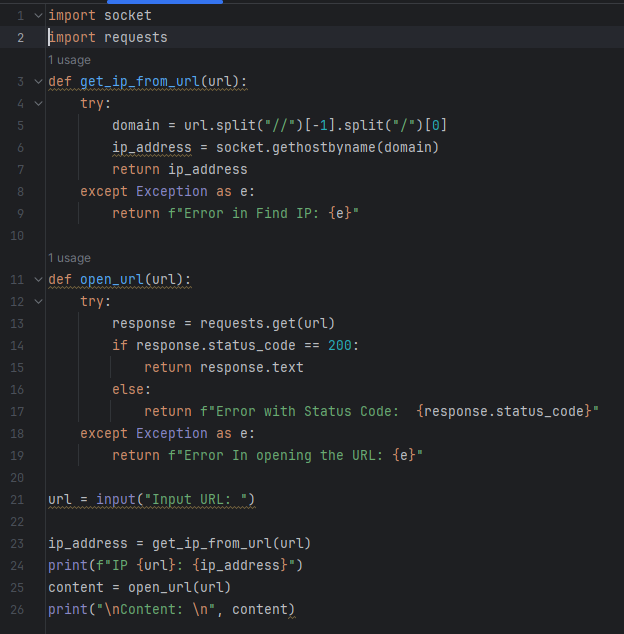 1 import socket
2 import requests
1 usage
3 def get_ip_from_url(url):
4     try:
5         domain = url.split("//")[-1].split("/")[0]
6         ip_address = socket.gethostbyname(domain)
7         return ip_address
8     except Exception as e:
9         return f"Error in Find IP: {e}"
10
1 usage
11 def open_url(url):
12     try:
13         response = requests.get(url)
14         if response.status_code == 200:
15             return response.text
16         else:
17             return f"Error with Status Code:  {response.status_code}"
18     except Exception as e:
19         return f"Error In opening the URL: {e}"
20
21 url = input("Input URL: ")
22
23 ip_address = get_ip_from_url(url)
24 print(f"IP {url}: {ip_address}")
25 content = open_url(url)
26 print("\nContent: \n", content)